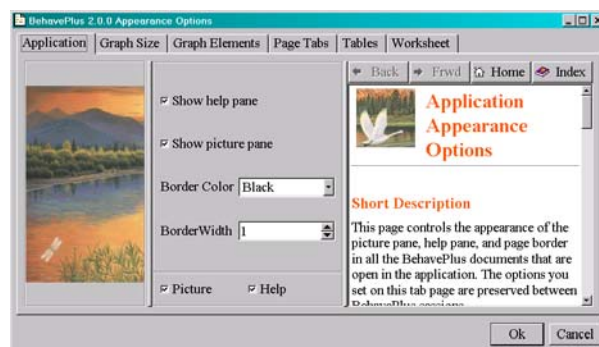 BehavePlus 2.0.0 Appearance Options
Application Graph Size Graph Elements Page Tabs Tables Worksheet
Back Frwd Home Index
Show help pane
Show picture pane
Border Color Black
BorderWidth 1
Picture Help
Application
Appearance
Options
Short Description
This page controls the appearance of the
picture pane, help pane, and page border
in all the BehavePlus documents that are
open in the application. The options you
set on this tab page are preserved between
BehavePlus sessions.
Ok Cancel